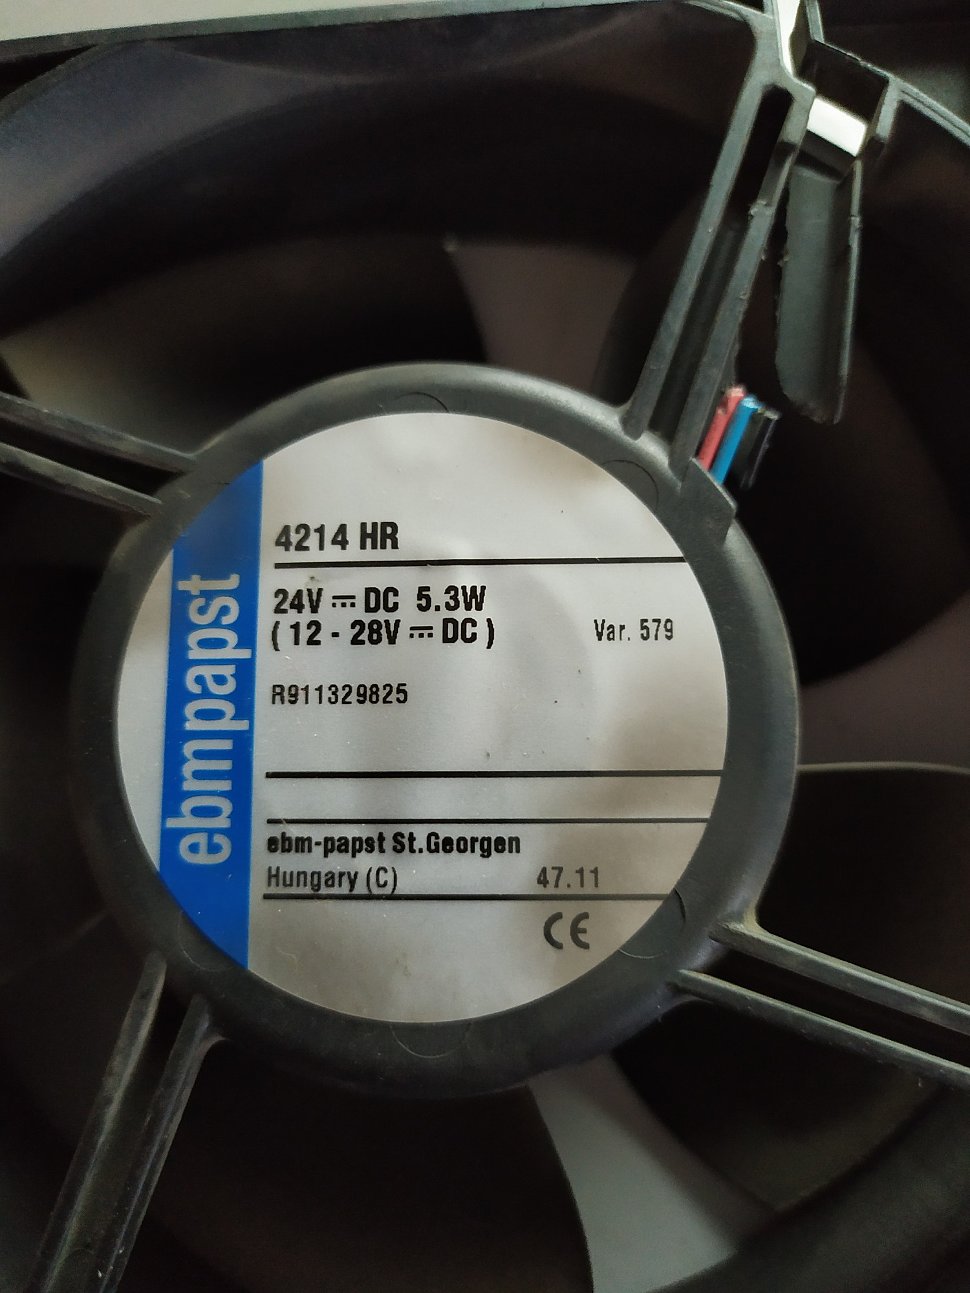 ebmpapst
4214 HR
24V ⎓ DC 5.3W
(12 - 28V ⎓ DC)
Var. 579
R911329825
ebm-papst St.Georgen
Hungary (C) 47.11
CE